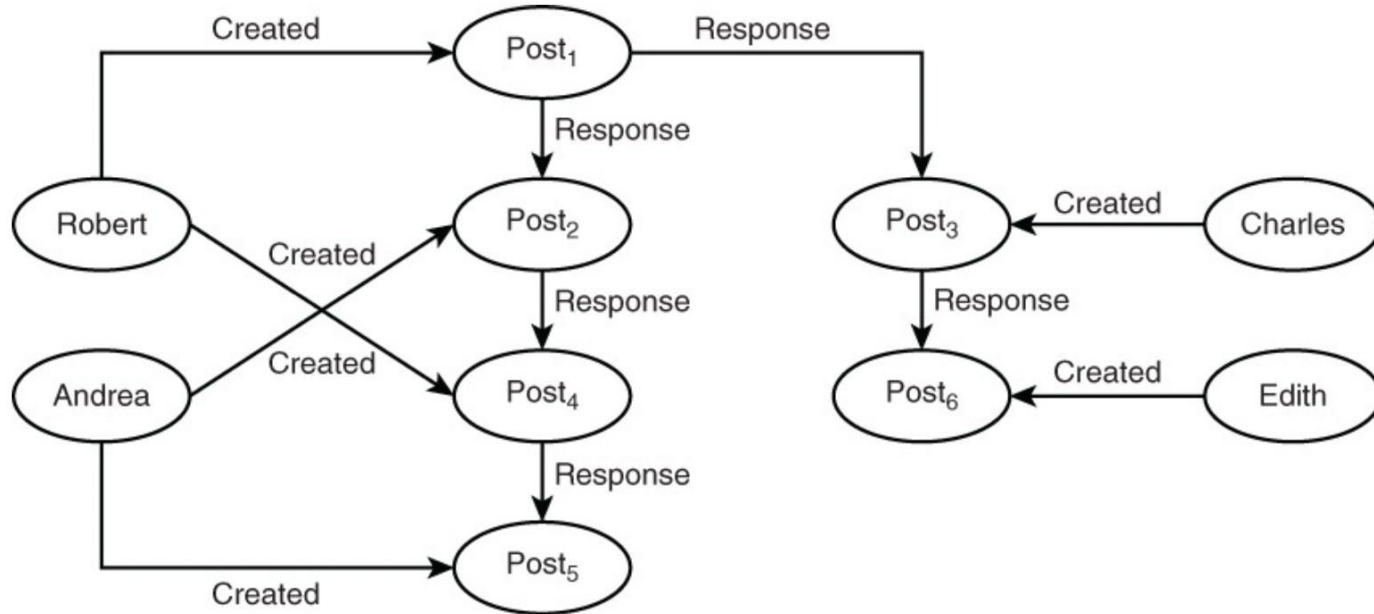 Created
Post1
Response
Response
Robert
Created
Post2
Post3
Created
Charles
Response
Response
Andrea
Created
Post4
Post6
Created
Edith
Response
Created
Post5